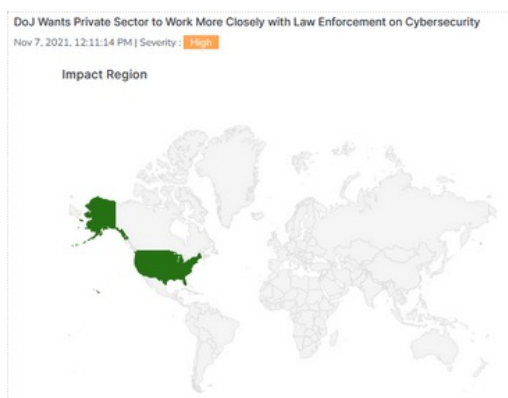 DoJ Wants Private Sector to Work More Closely with Law Enforcement on Cybersecurity
Nov 7, 2021, 12:11:14 PM | Severity : High
Impact Region